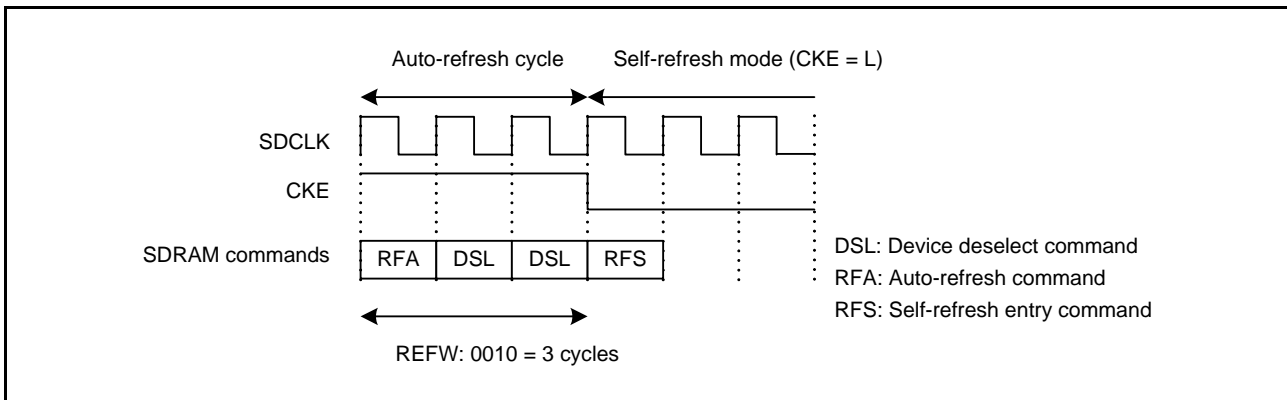 Auto-refresh cycle Self-refresh mode (CKE = L)
SDCLK
CKE
SDRAM commands RFA DSL DSL RFS
DSL: Device deselect command
RFA: Auto-refresh command
RFS: Self-refresh entry command
REFW: 0010 = 3 cycles